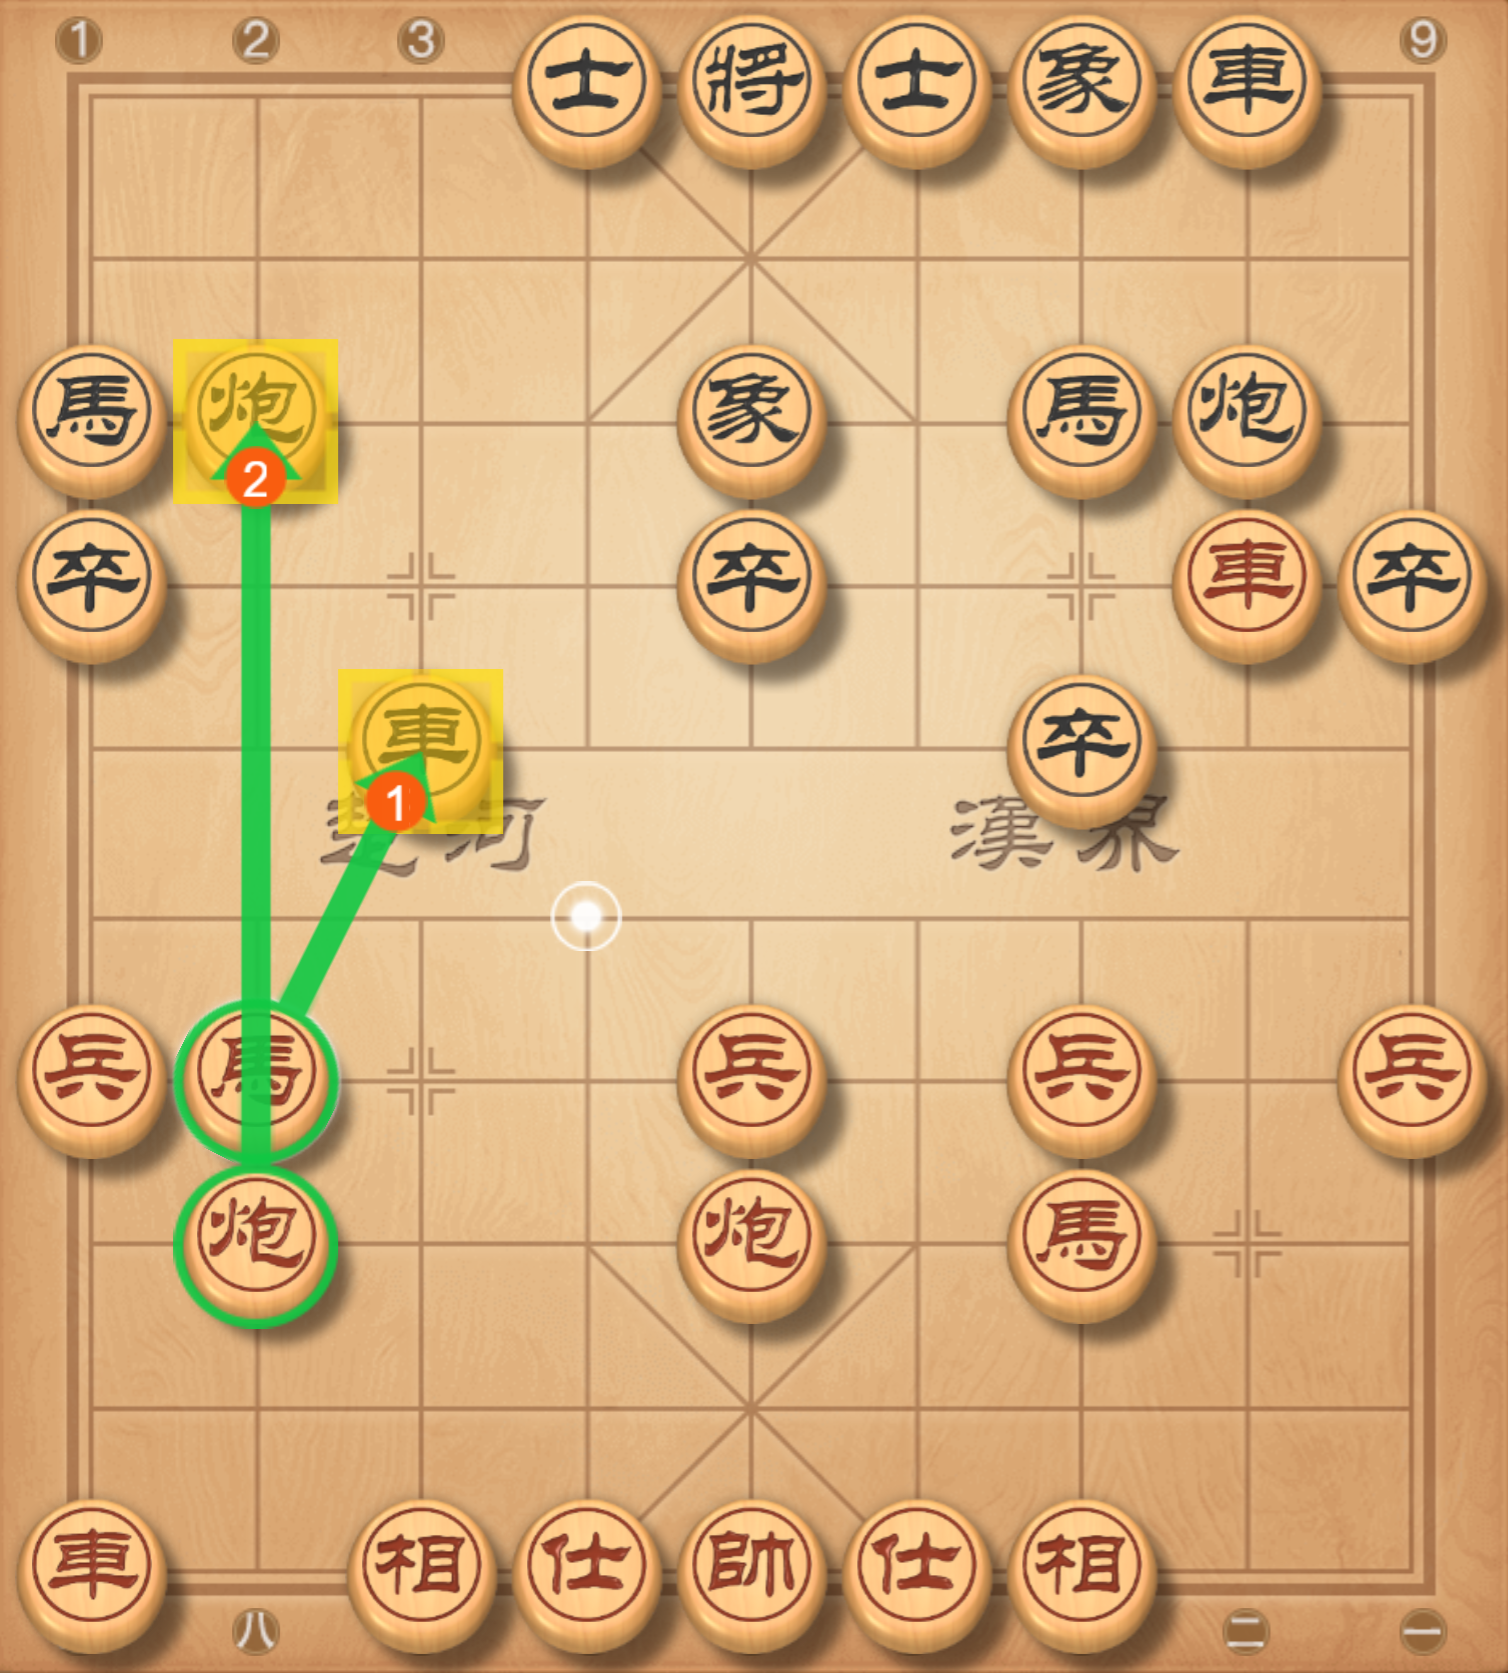 1 2 3 士 將 士 象 車 9
馬 炮 象 馬 炮
2
卒 卒 車 卒
車 卒
1
楚 河 漢 界
兵 馬 兵 兵 兵
炮 炮 馬
車 相 仕 帥 仕 相
八 二 一